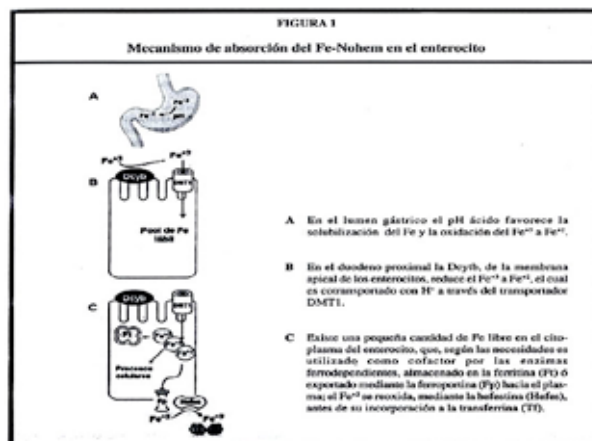 FIGURA 1
Mecanismo de absorción del Fe-Nohem en el enterocito
A
B
Dcytb
DMT1
Pool de Fe
lábil
A En el lumen gástrico el pH ácido favorece la
solubilización del Fe y la oxidación del Fe⁺² a Fe⁺³.
B En el duodeno proximal la Dcytb, de la membrana
apical de los enterocitos, reduce el Fe⁺³ a Fe⁺², el cual
es cotransportado con H⁺ a través del transportador
DMT1.
C
Dcytb
DMT1
Procesos
celulares
C Existe una pequeña cantidad de Fe libre en el cito-
plasma del enterocito, que, según las necesidades es
utilizado como cofactor por las enzimas
ferrodependientes, almacenado en la ferritina (Ft) ó
exportado mediante la ferroportina (Fp) hacia el plas-
ma; el Fe⁺² se reoxida, mediante la hefestina (Hefes),
antes de su incorporación a la transferrina (Tf).